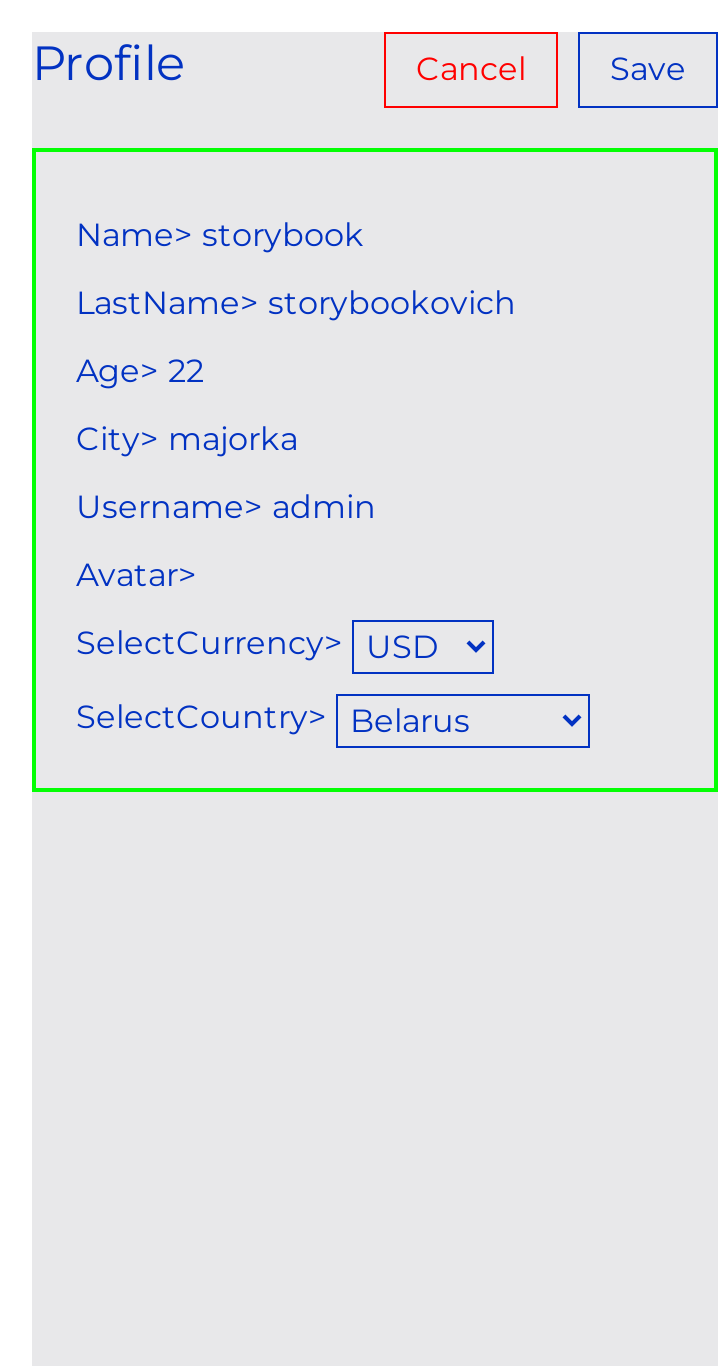 Profile Cancel Save
Name> storybook
LastName> storybookovich
Age> 22
City> majorka
Username> admin
Avatar>
SelectCurrency> USD
SelectCountry> Belarus